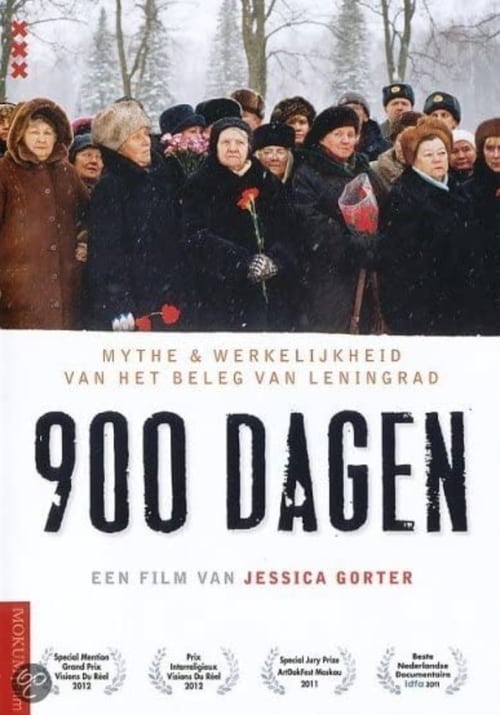 MYTHE & WERKELIJKHEID
VAN HET BELEG VAN LENINGRAD
900 DAGEN
EEN FILM VAN JESSICA GORTER
MOKUM
Special Mention
Grand Prix
Visions Du Réel
2012
Prix
Interreligieux
Visions Du Réel
2012
Special Jury Prize
ArtDokFest Moskou
2011
Beste
Nederlandse
Documentaire
idfa 2011